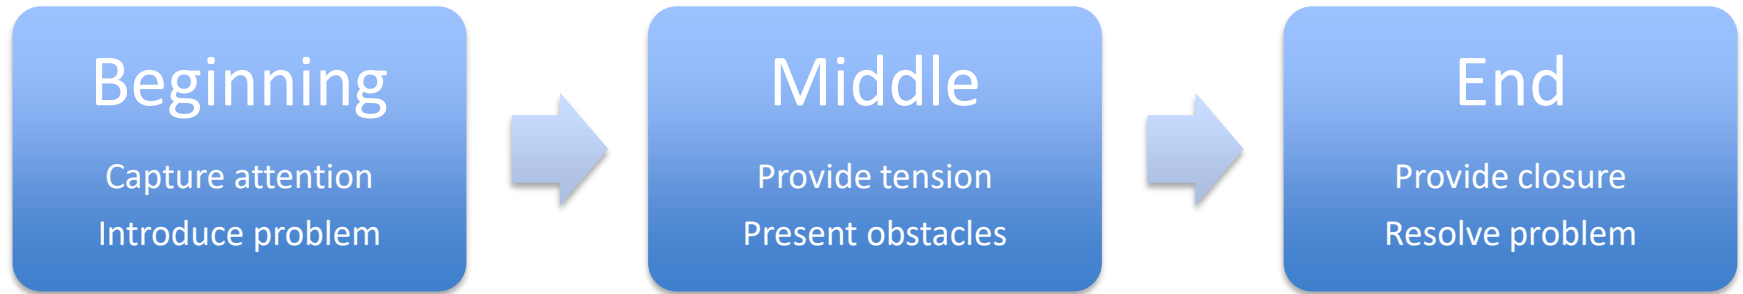 Beginning
Capture attention
Introduce problem
Middle
Provide tension
Present obstacles
End
Provide closure
Resolve problem